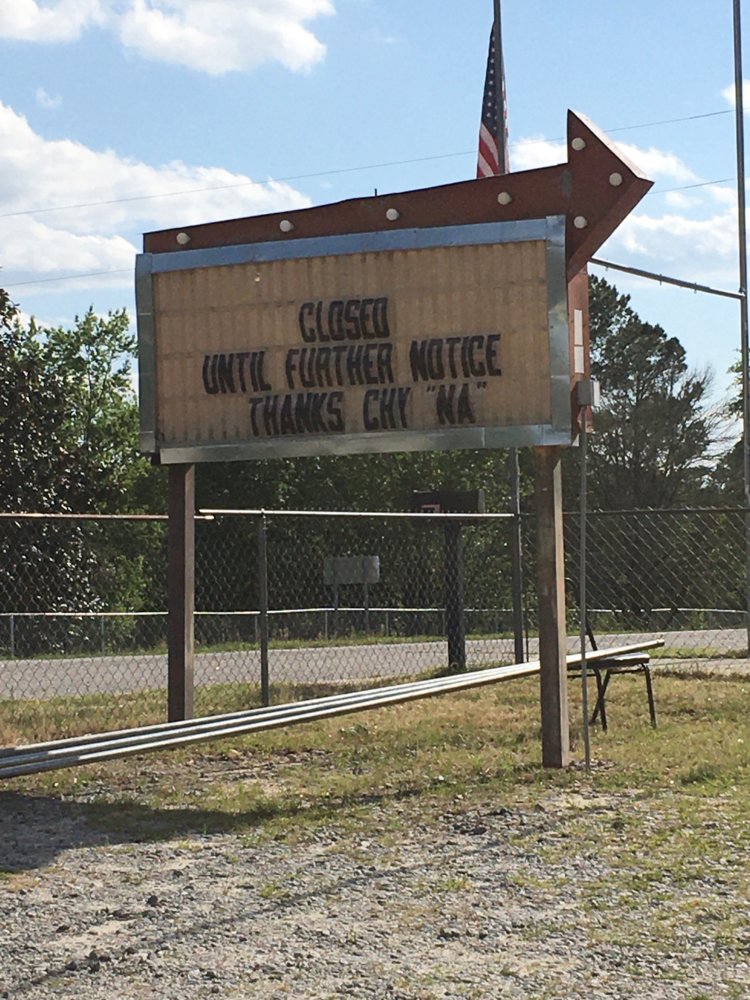 CLOSED
UNTIL FURTHER NOTICE
THANKS CHY "NA"